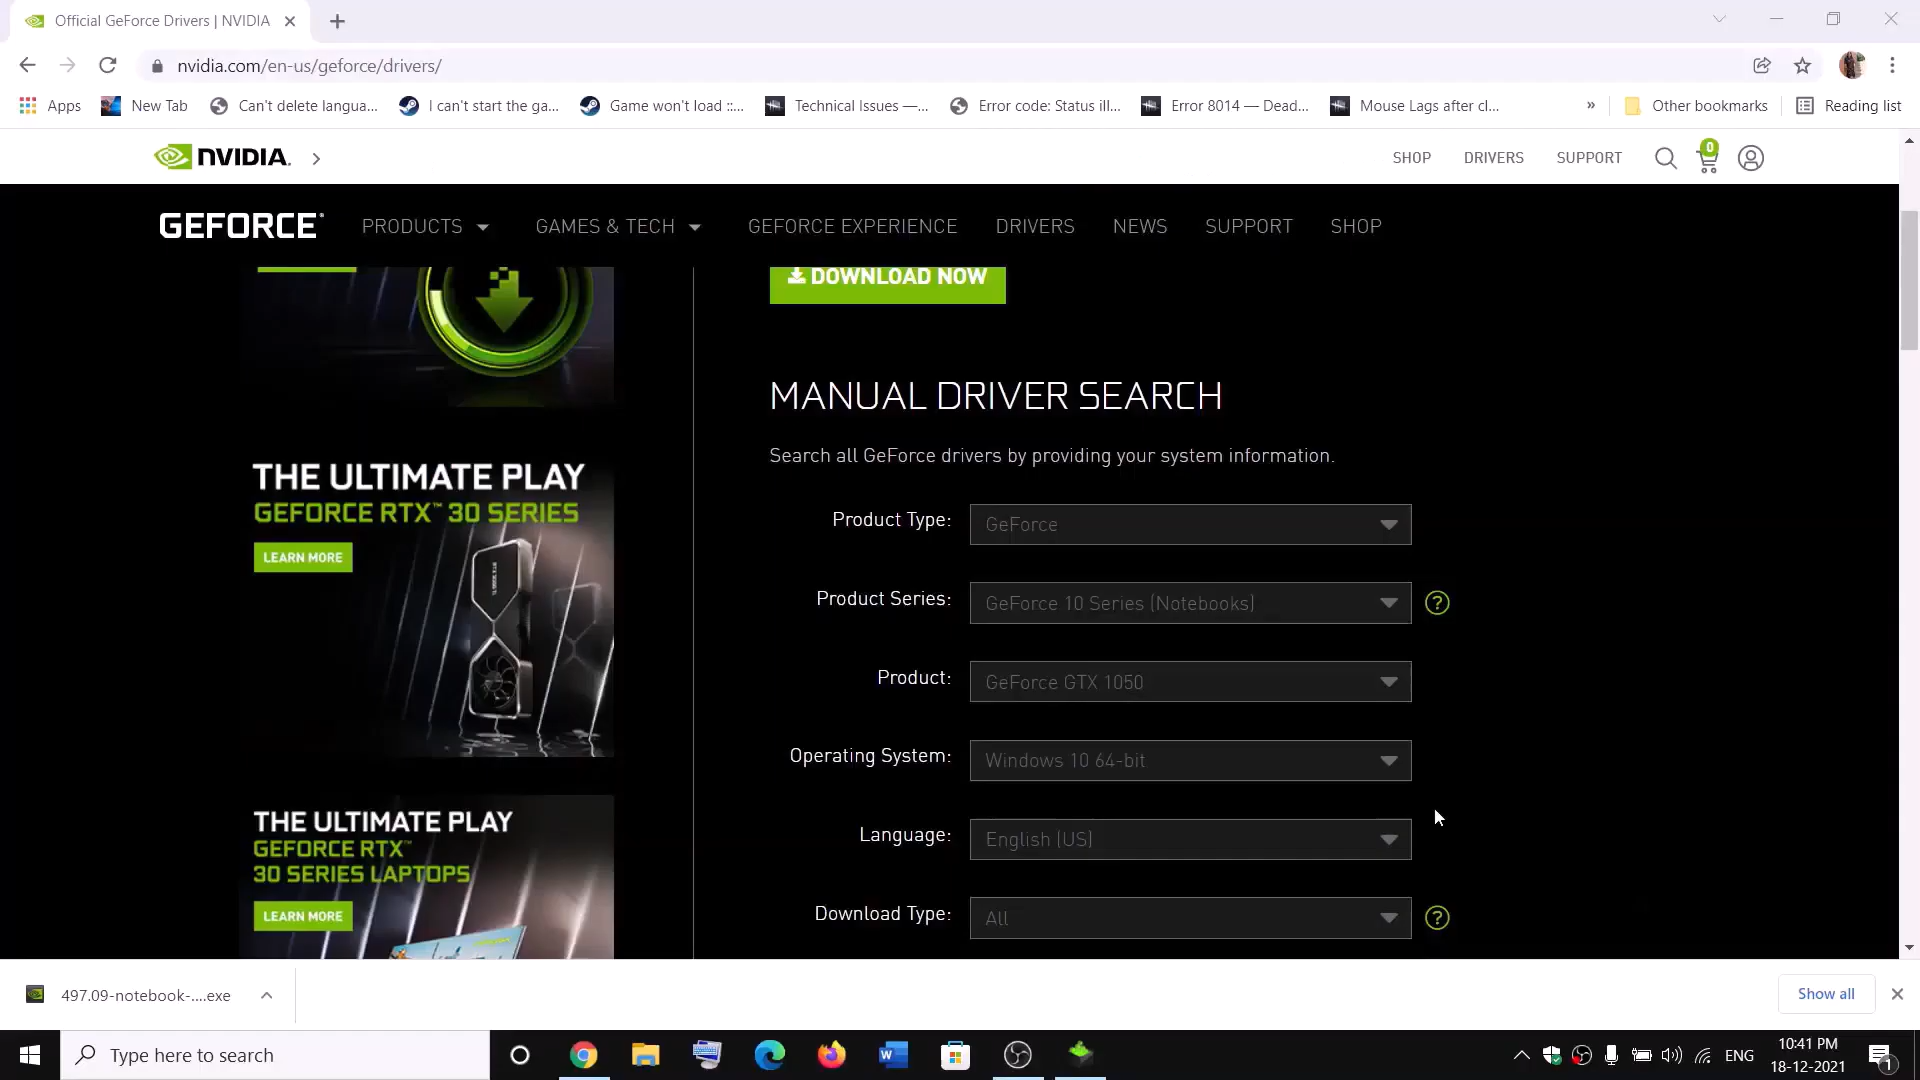 Official GeForce Drivers | NVIDIA
nvidia.com/en-us/geforce/drivers/
Apps
New Tab
Can't delete langua...
I can't start the ga...
Game won't load ::...
Technical Issues —...
Error code: Status ill...
Error 8014 — Dead...
Mouse Lags after cl...
»
Other bookmarks
Reading list
NVIDIA.
SHOP
DRIVERS
SUPPORT
0
GEFORCE
PRODUCTS
GAMES & TECH
GEFORCE EXPERIENCE
DRIVERS
NEWS
SUPPORT
SHOP
DOWNLOAD NOW
MANUAL DRIVER SEARCH
Search all GeForce drivers by providing your system information.
Product Type:
GeForce
Product Series:
GeForce 10 Series (Notebooks)
?
Product:
GeForce GTX 1050
Operating System:
Windows 10 64-bit
Language:
English (US)
Download Type:
All
?
THE ULTIMATE PLAY
GEFORCE RTX™ 30 SERIES
LEARN MORE
THE ULTIMATE PLAY
GEFORCE RTX™
30 SERIES LAPTOPS
LEARN MORE
497.09-notebook-....exe
Show all
Type here to search
ENG
10:41 PM
18-12-2021
1